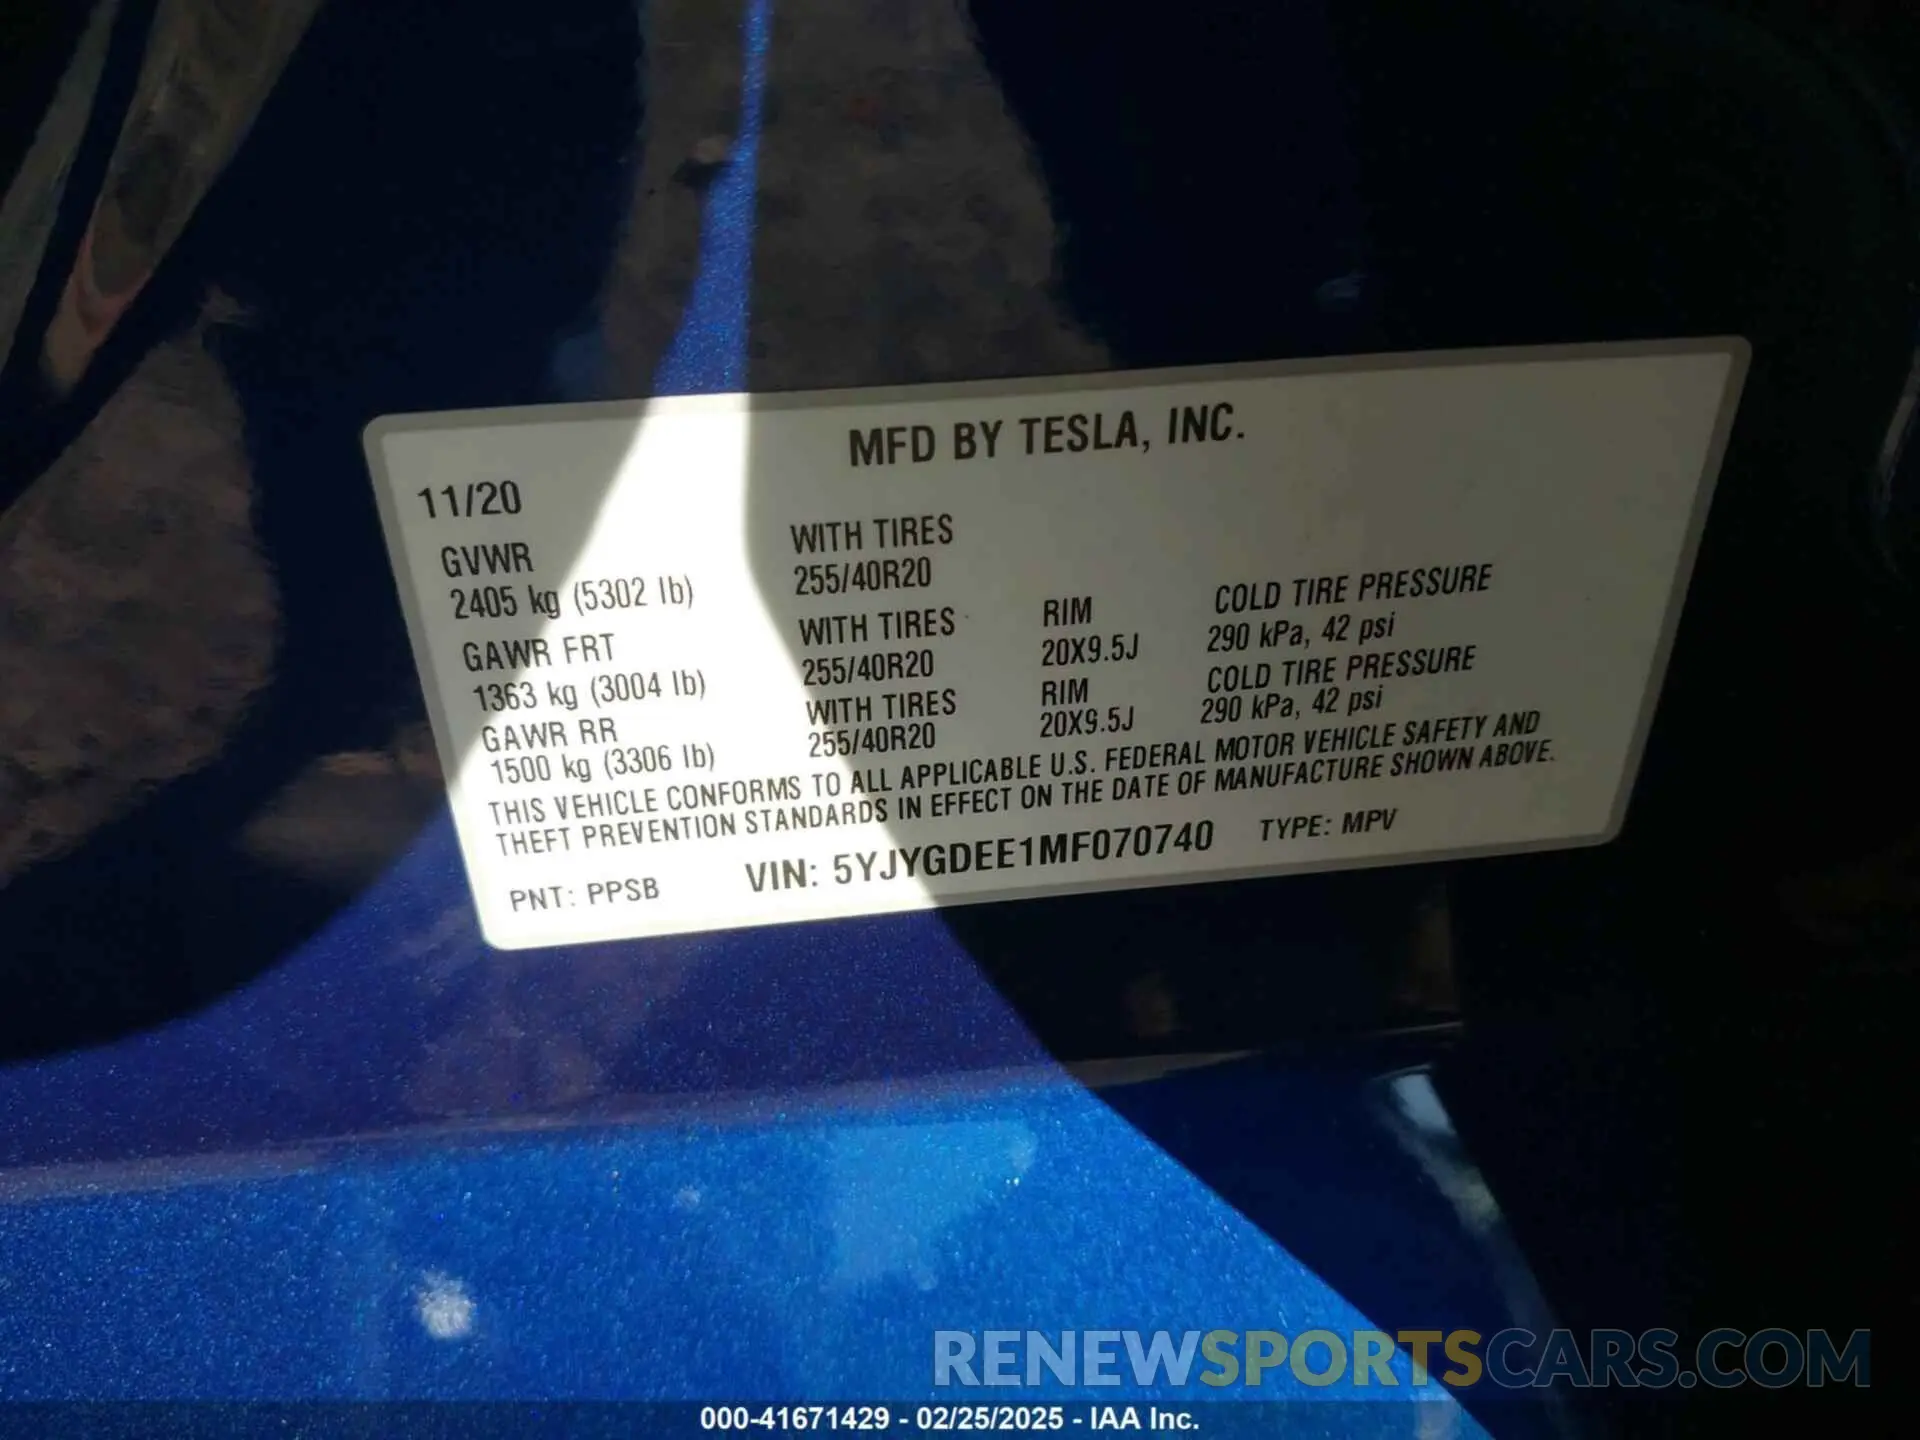 MFD BY TESLA, INC.
11/20
GVWR
2405 kg (5302 lb)
WITH TIRES
255/40R20
GAWR FRT
1363 kg (3004 lb)
WITH TIRES
255/40R20
RIM
20X9.5J
COLD TIRE PRESSURE
290 kPa, 42 psi
GAWR RR
1500 kg (3306 lb)
WITH TIRES
255/40R20
RIM
20X9.5J
COLD TIRE PRESSURE
290 kPa, 42 psi
THIS VEHICLE CONFORMS TO ALL APPLICABLE U.S. FEDERAL MOTOR VEHICLE SAFETY AND
THEFT PREVENTION STANDARDS IN EFFECT ON THE DATE OF MANUFACTURE SHOWN ABOVE.
PNT: PPSB
VIN: 5YJYGDEE1MF070740
TYPE: MPV
RENEWSPORTSCARS.COM
000-41671429 - 02/25/2025 - IAA Inc.